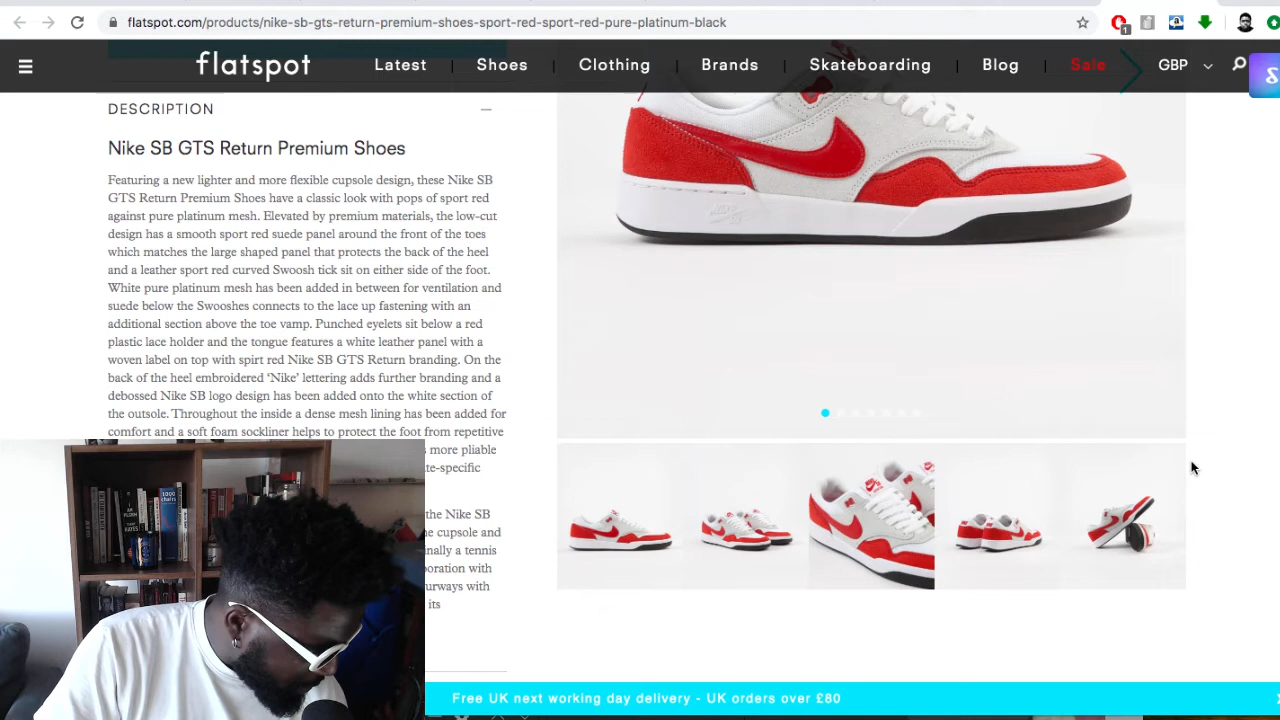 flatspot.com/products/nike-sb-gts-return-premium-shoes-sport-red-sport-red-pure-platinum-black
flatspot
Latest
Shoes
Clothing
Brands
Skateboarding
Blog
Sale
GBP
DESCRIPTION
Nike SB GTS Return Premium Shoes
Featuring a new lighter and more flexible cupsole design, these Nike SB
GTS Return Premium Shoes have a classic look with pops of sport red
against pure platinum mesh. Elevated by premium materials, the low-cut
design has a smooth sport red suede panel around the front of the toes
which matches the large shaped panel that protects the back of the heel
and a leather sport red curved Swoosh tick sit on either side of the foot.
White pure platinum mesh has been added in between for ventilation and
suede below the Swooshes connects to the lace up fastening with an
additional section above the toe vamp. Punched eyelets sit below a red
plastic lace holder and the tongue features a white leather panel with a
woven label on top with spirt red Nike SB GTS Return branding. On the
back of the heel embroidered ‘Nike’ lettering adds further branding and a
debossed Nike SB logo design has been added onto the white section of
the outsole. Throughout the inside a dense mesh lining has been added for
comfort and a soft foam sockliner helps to protect the foot from repetitive
more pliable
the Nike SB
cupsole and
a tennis
with
with
its
1000
chairs
Free UK next working day delivery - UK orders over £80